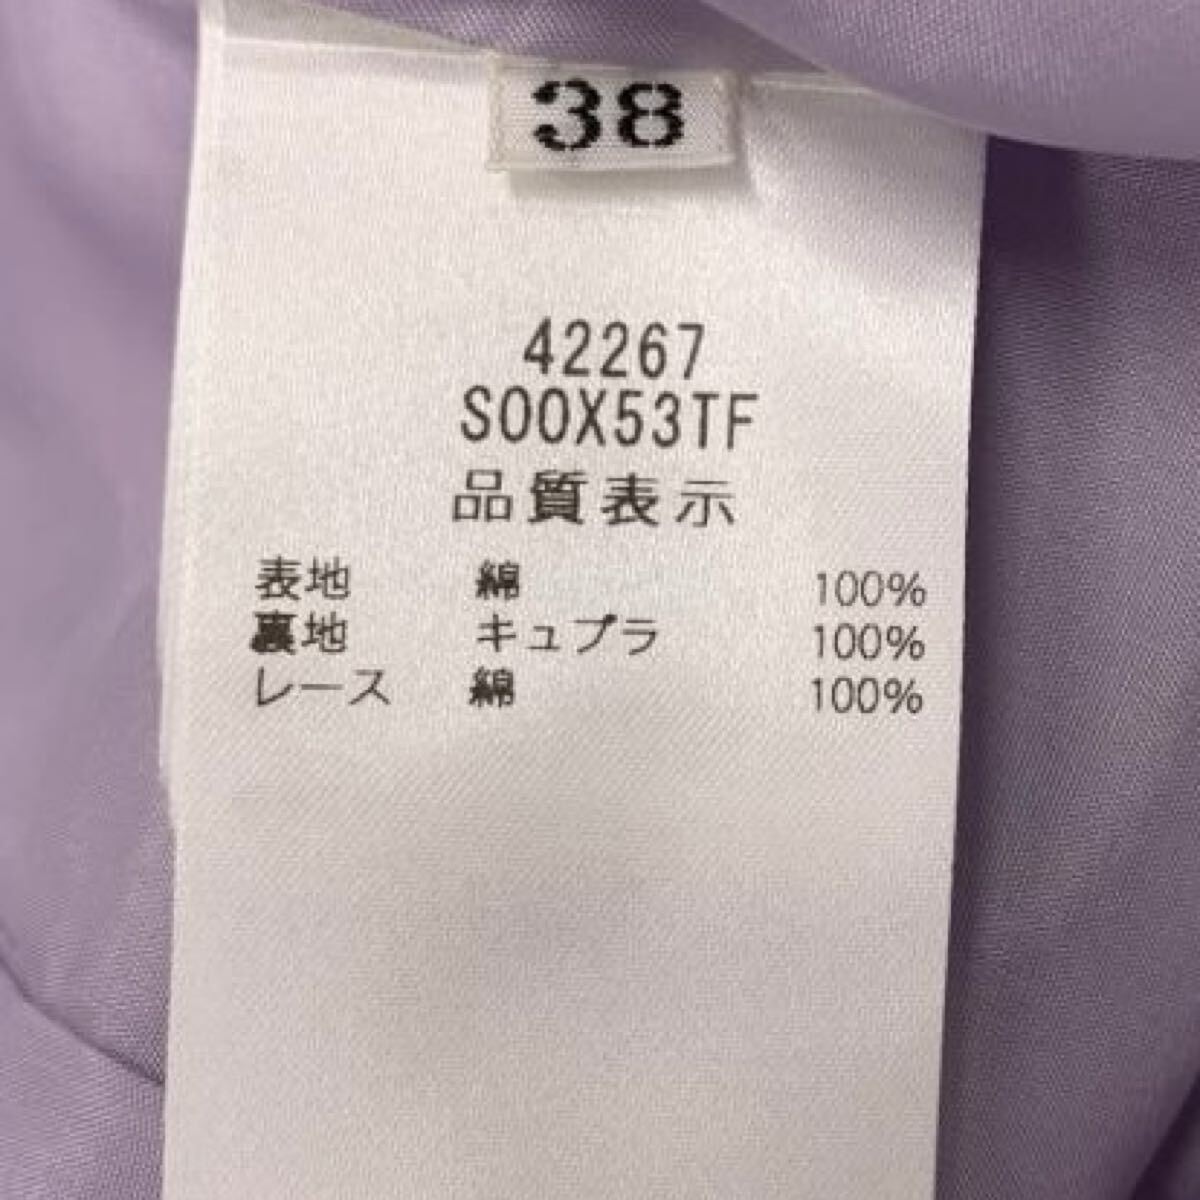 38
42267
S00X53TF
品質表示
表地 綿 100%
裏地 キュプラ 100%
レース 綿 100%